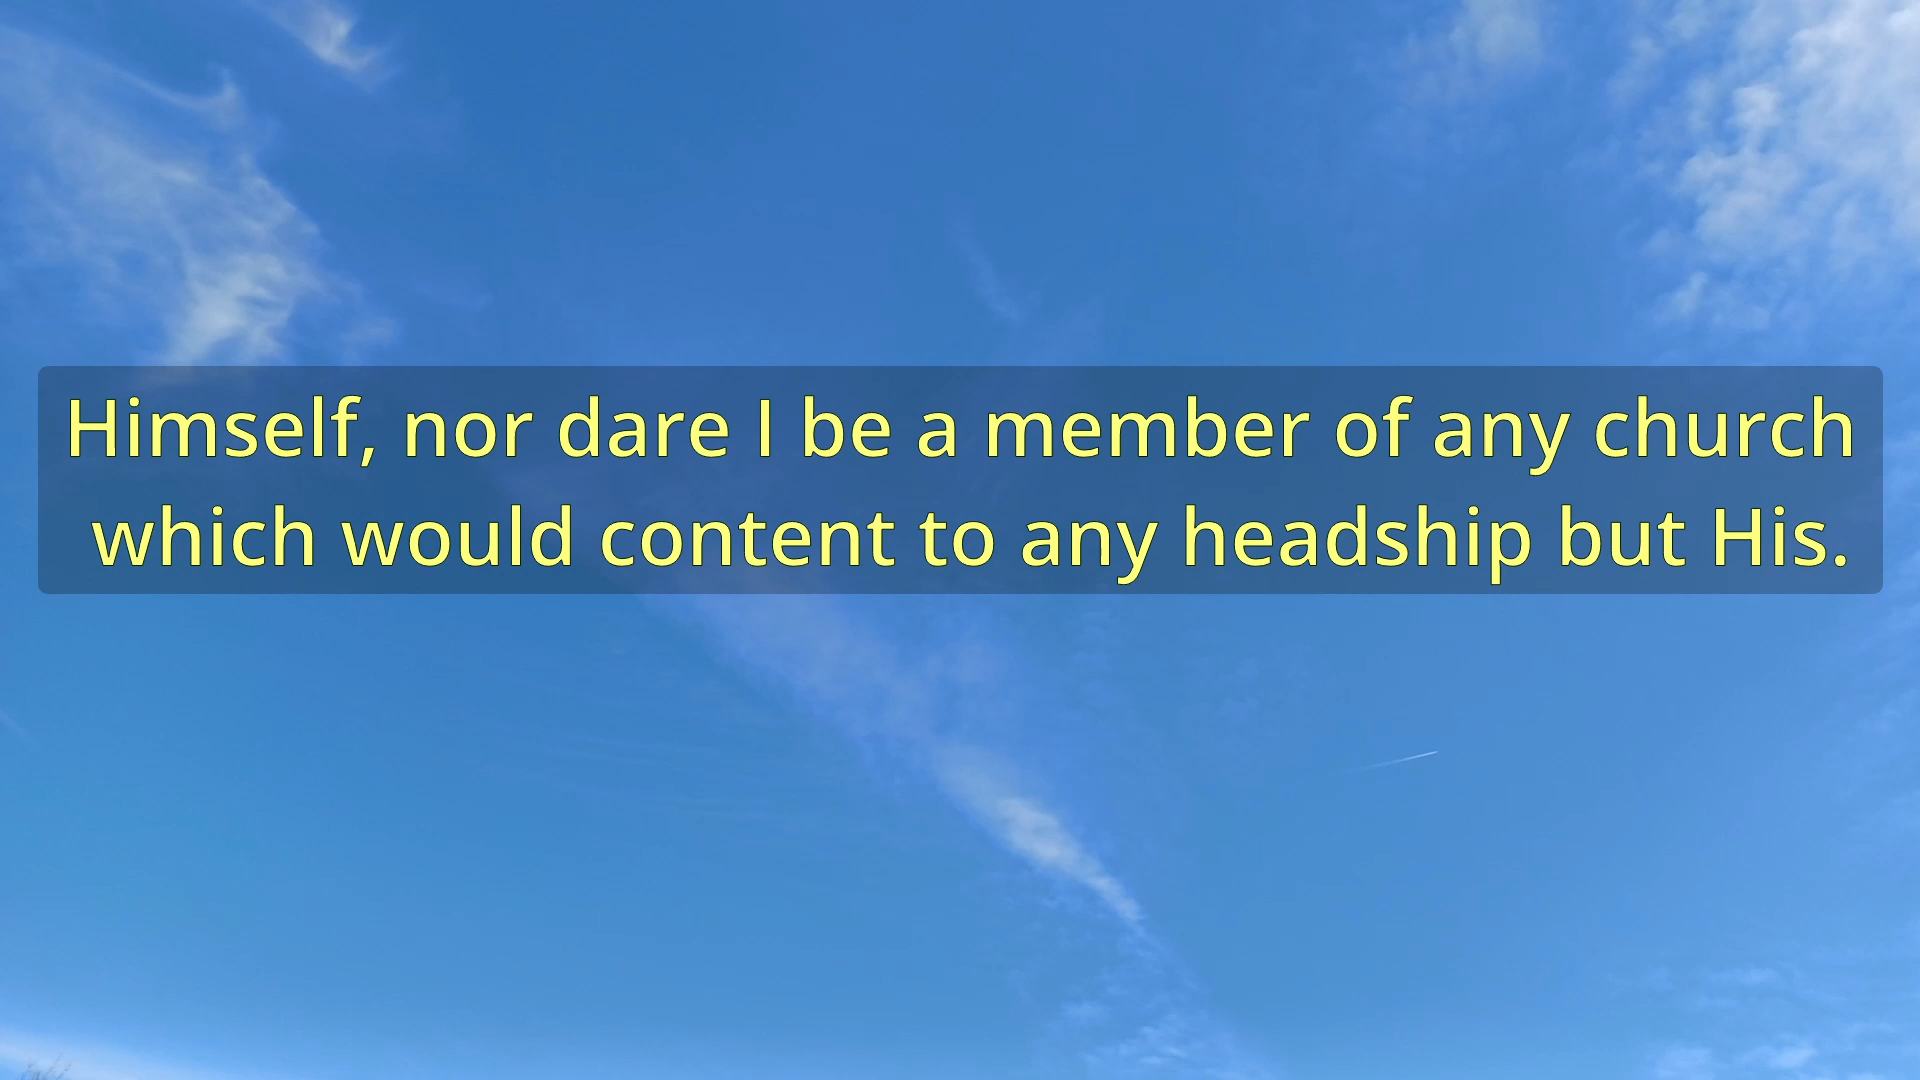 Himself, nor dare I be a member of any church
which would content to any headship but His.